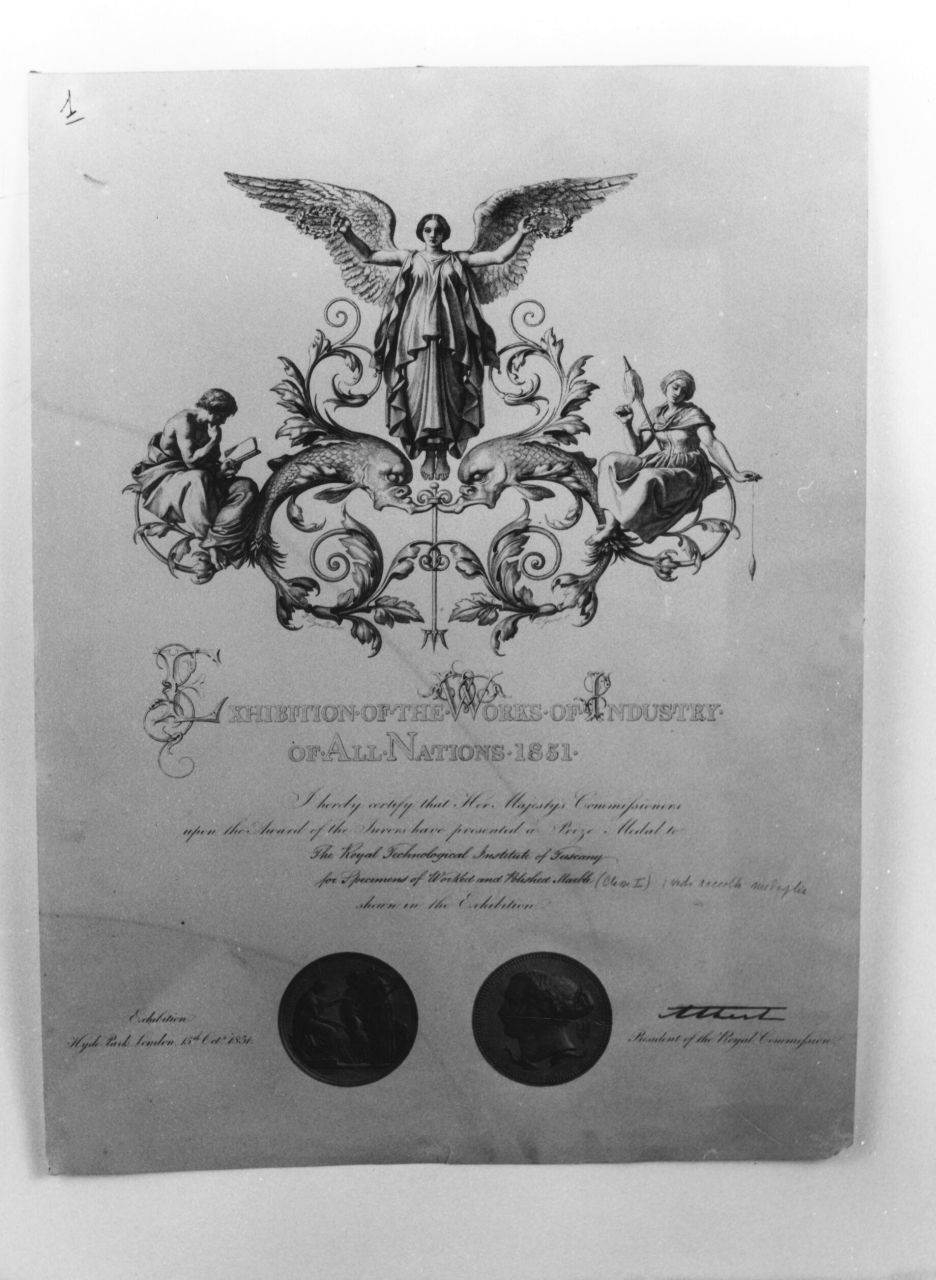 1
EXHIBITION·OF·THE·WORKS·OF·INDUSTRY·
OF·ALL·NATIONS·1851·
I hereby certify that Her Majesty's Commissioners
upon the Award of the Jurors have presented a Prize Medal to
The Royal Technological Institute of Tuscany
for Specimens of Worked and Polished Marble (Class I) : vedi raccolta medaglie
shewn in the Exhibition.
Exhibition
Hyde Park, London, 15th Octr. 1851.
Albert
President of the Royal Commission.